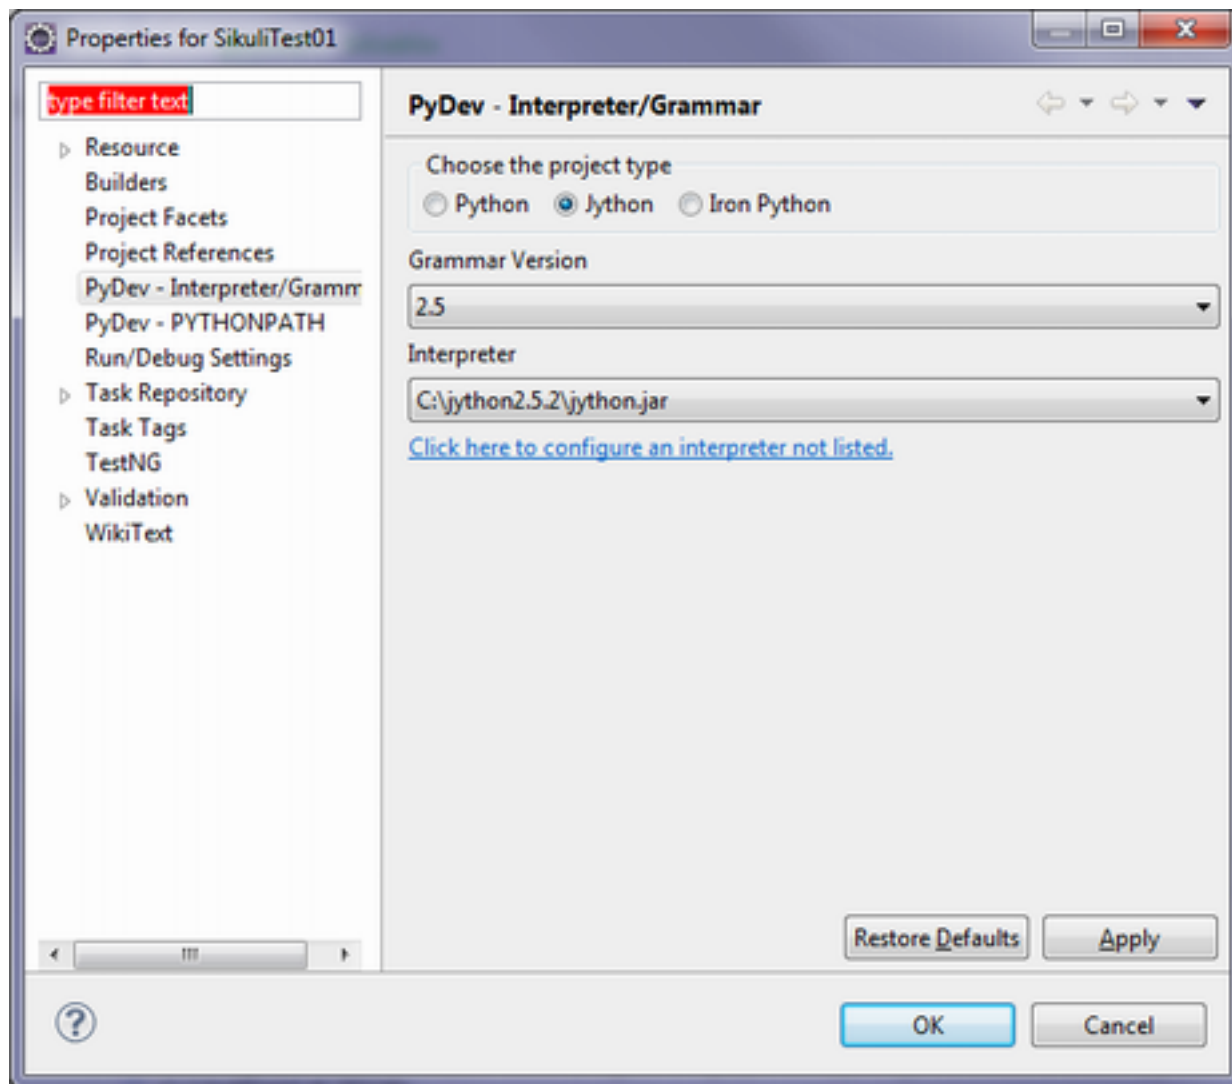 Properties for SikuliTest01
type filter text
Resource
Builders
Project Facets
Project References
PyDev - Interpreter/Gramm
PyDev - PYTHONPATH
Run/Debug Settings
Task Repository
Task Tags
TestNG
Validation
WikiText
PyDev - Interpreter/Grammar
Choose the project type
Python Jython Iron Python
Grammar Version
2.5
Interpreter
C:\jython2.5.2\jython.jar
Click here to configure an interpreter not listed.
Restore Defaults Apply
OK Cancel